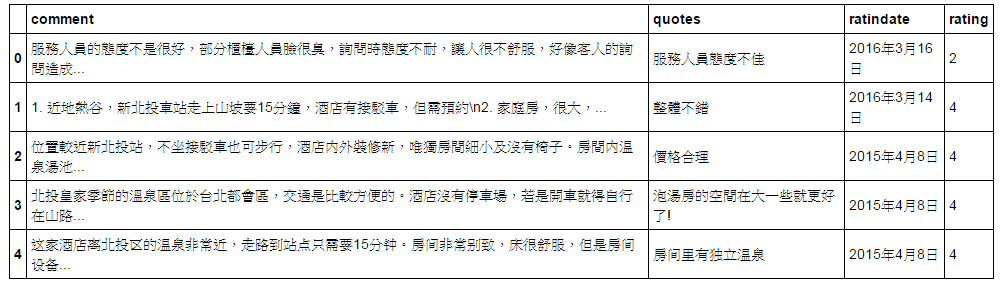 comment quotes ratindate rating
0 服務人員的態度不是很好，部分櫃檯人員臉很臭，詢問時態度不耐，讓人很不舒服，好像客人的詢問造成... 服務人員態度不佳 2016年3月16日 2
1 1. 近地熱谷，新北投車站走上山坡要15分鐘，酒店有接駁車，但需預約\n2. 家庭房，很大，... 整體不錯 2016年3月14日 4
2 位置較近新北投站，不坐接駁車也可步行，酒店內外裝修新，唯獨房間細小及沒有椅子。房間內温泉湯池... 價格合理 2015年4月8日 4
3 北投皇家季節的溫泉區位於台北都會區，交通是比較方便的。酒店沒有停車場，若是開車就得自行在山路... 泡湯房的空間在大一些就更好了! 2015年4月8日 4
4 这家酒店离北投区的温泉非常近，走路到站点只需要15分钟。房间非常别致，床很舒服，但是房间设备... 房间里有独立温泉 2015年4月8日 4